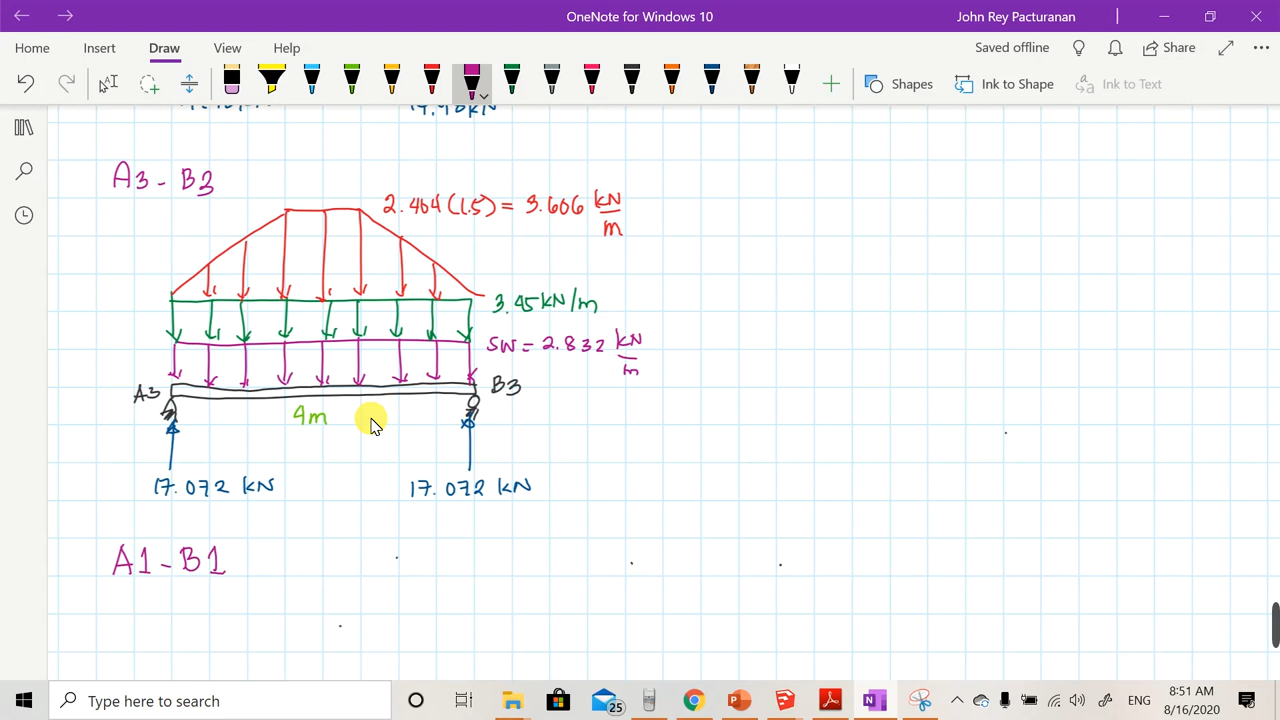 OneNote for Windows 10
John Rey Pacturanan
Home Insert Draw View Help
Saved offline
Share
Shapes
Ink to Shape
Ink to Text
A3 - B3
2.404 (1.5) = 3.606 kN/m
3.45 kN/m
SW = 2.832 kN/m
A3
B3
4m
17.072 kN
17.072 kN
A1 - B1
Type here to search
25
ENG
8:51 AM
8/16/2020